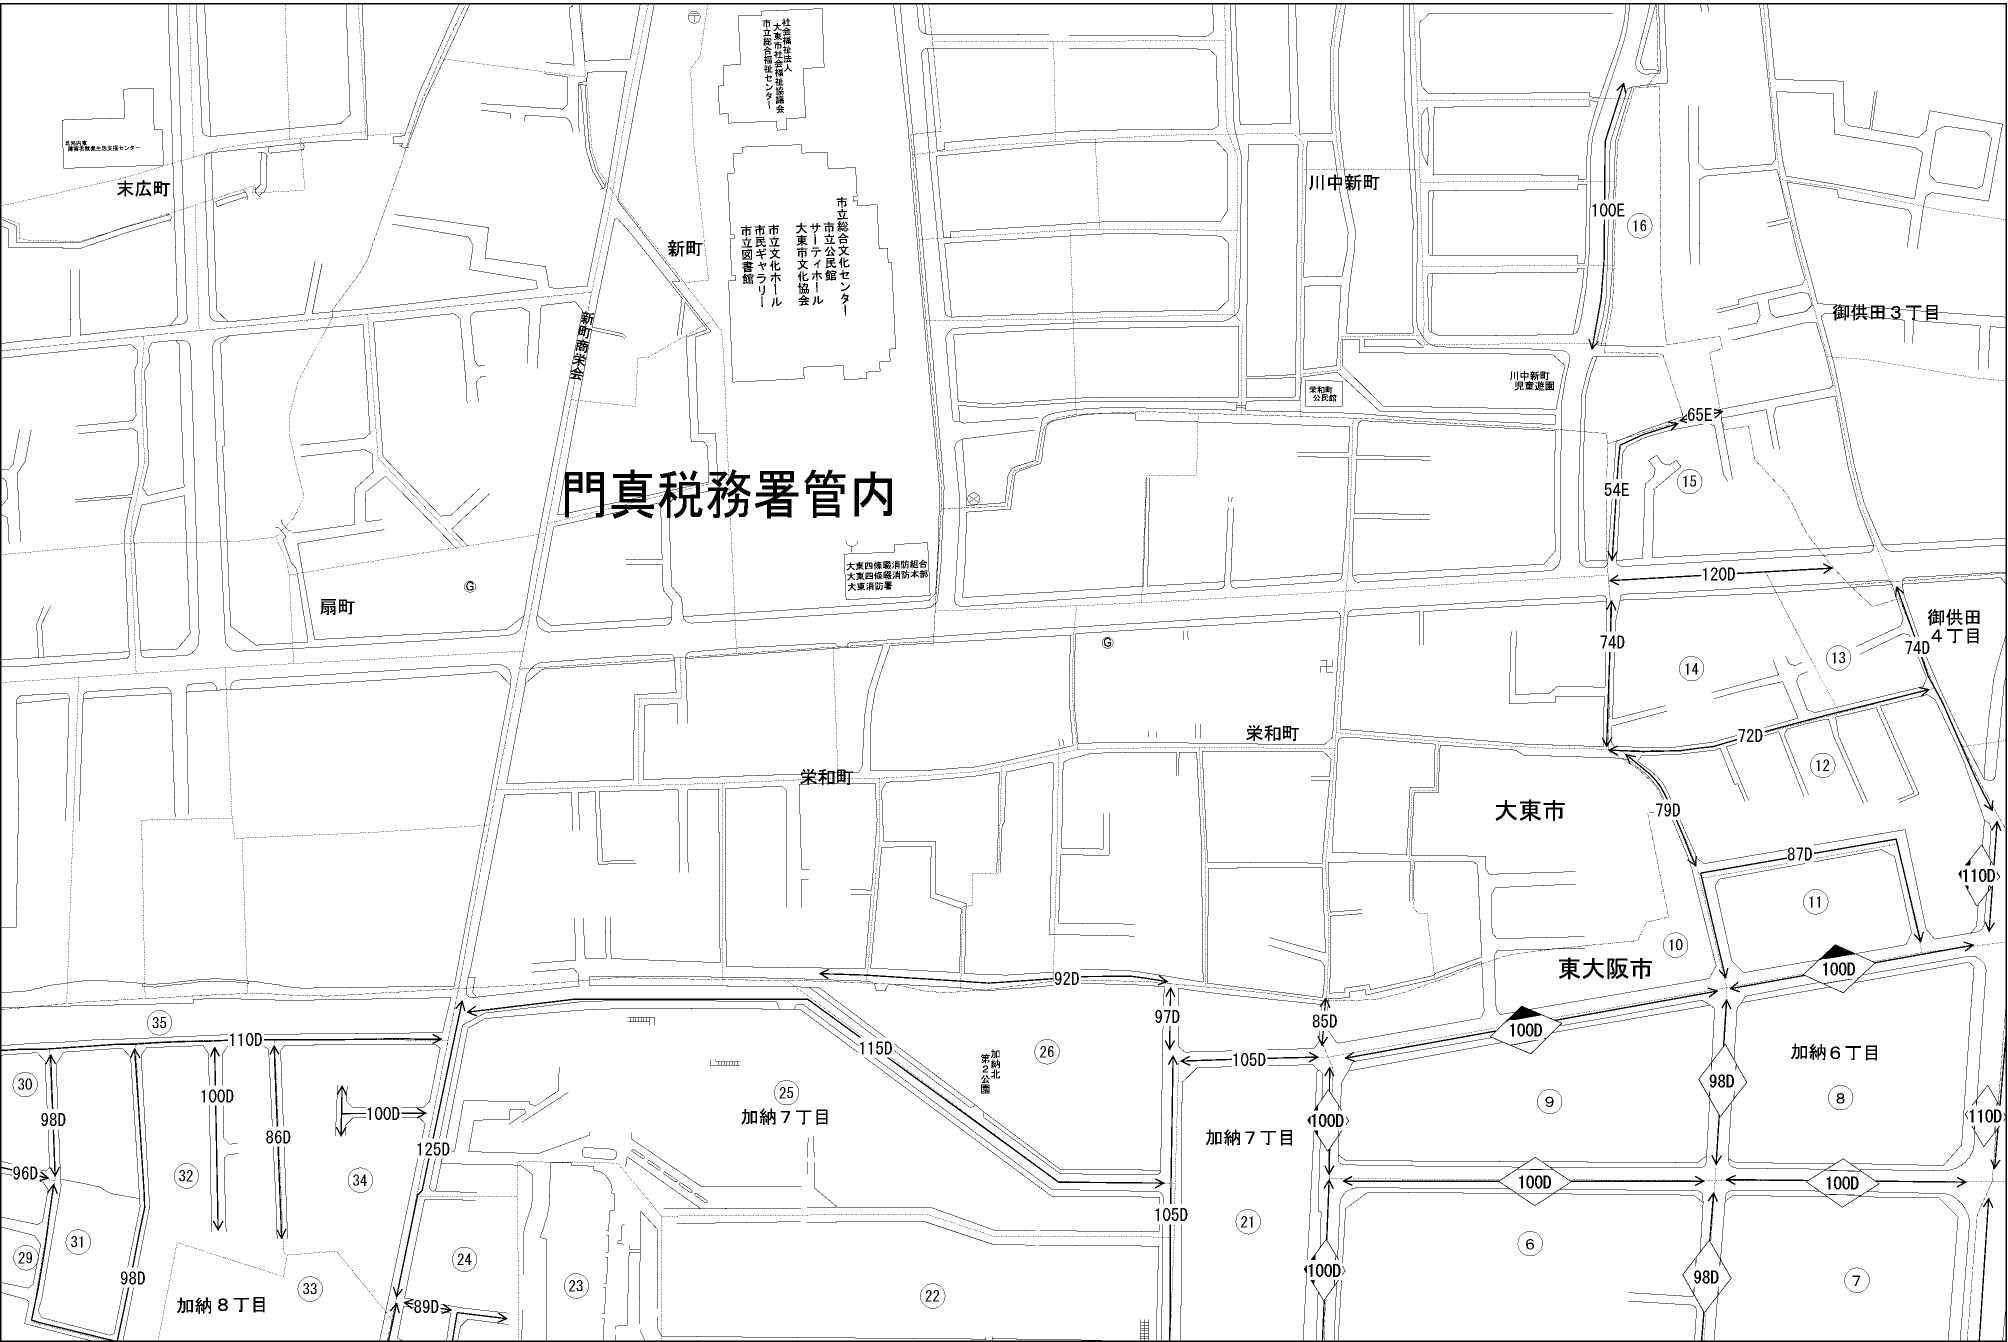 社会福祉法人
大東市社会福祉協議会
市立総合福祉センター
末広町
新町
川中新町
御供田３丁目
市立総合文化センター
市立公民館
サーティホール
大東市文化協会
市立文化ホール
市民ギャラリー
市立図書館
新町商栄会
100E
16
川中新町
児童遊園
栄和町
公民館
65E
門真税務署管内
54E
15
大東四條畷消防組合
大東四條畷消防本部
大東消防署
120D
扇町
G
G
74D
14
13
74D
御供田
４丁目
栄和町
栄和町
72D
12
大東市
79D
87D
110D
11
10
東大阪市
100D
92D
97D
85D
100D
35
110D
115D
加納北
第２公園
26
105D
加納６丁目
30
98D
100D
86D
100D
125D
25
加納７丁目
加納７丁目
100D
9
98D
8
110D
96D
32
34
100D
100D
31
29
98D
24
23
22
105D
21
100D
6
98D
7
33
加納８丁目
89D